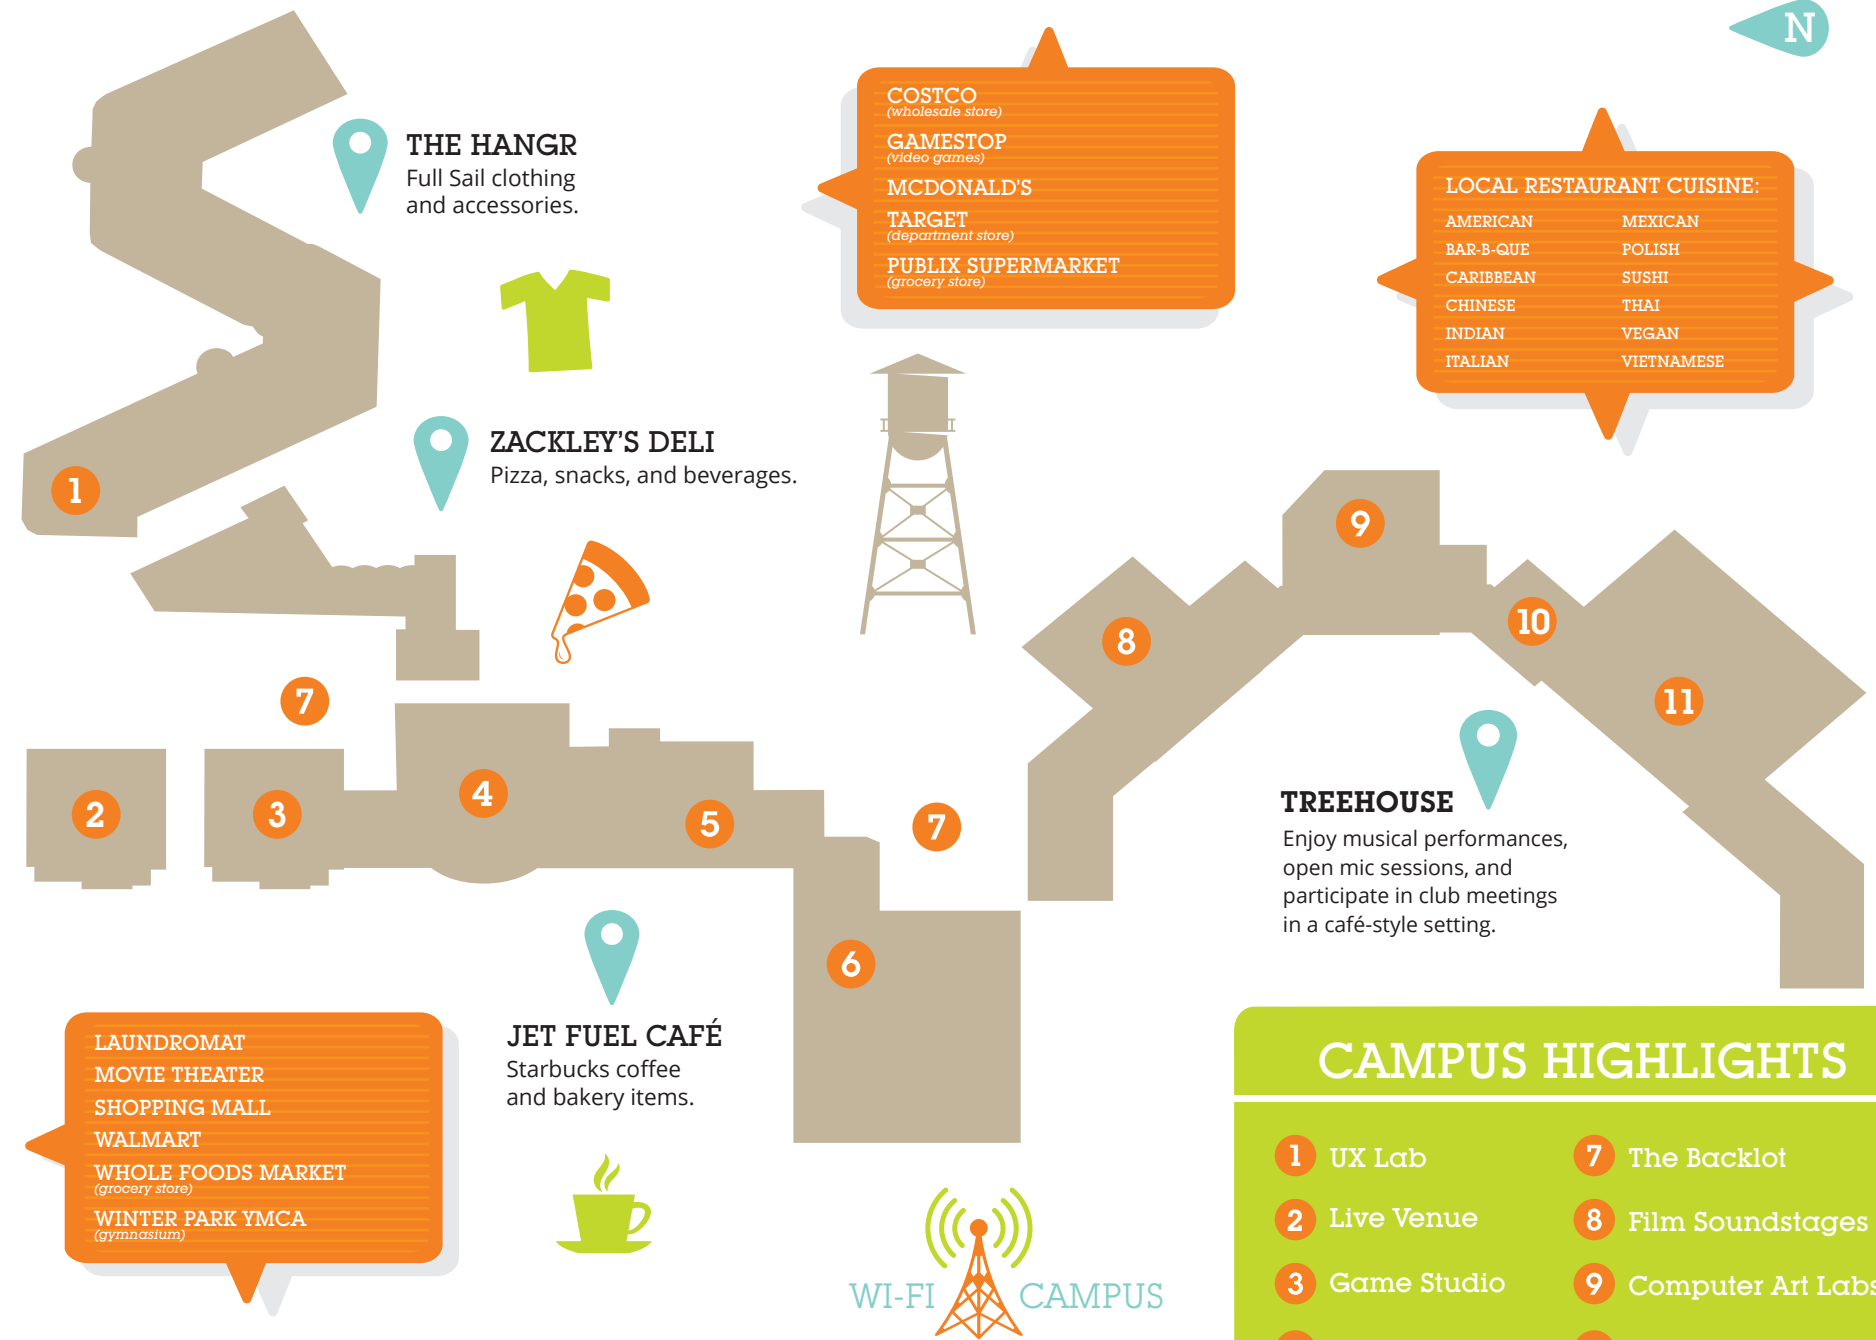 N
THE HANGR
Full Sail clothing
and accessories.
COSTCO
(wholesale store)
GAMESTOP
(video games)
MCDONALD'S
TARGET
(department store)
PUBLIX SUPERMARKET
(grocery store)
LOCAL RESTAURANT CUISINE:
AMERICAN
BAR-B-QUE
CARIBBEAN
CHINESE
INDIAN
ITALIAN
MEXICAN
POLISH
SUSHI
THAI
VEGAN
VIETNAMESE
ZACKLEY'S DELI
Pizza, snacks, and beverages.
1
9
8
10
7
11
2
3
4
5
7
6
TREEHOUSE
Enjoy musical performances,
open mic sessions, and
participate in club meetings
in a café-style setting.
JET FUEL CAFÉ
Starbucks coffee
and bakery items.
LAUNDROMAT
MOVIE THEATER
SHOPPING MALL
WALMART
WHOLE FOODS MARKET
(grocery store)
WINTER PARK YMCA
(gymnasium)
WI-FI CAMPUS
CAMPUS HIGHLIGHTS
1 UX Lab
2 Live Venue
3 Game Studio
7 The Backlot
8 Film Soundstages
9 Computer Art Labs